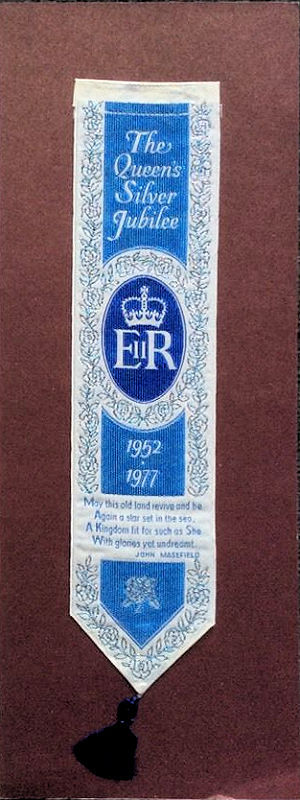 The
Queen's
Silver
Jubilee
EIIR
1952
·
1977
May this old land revive and be
Again a star set in the sea,
A Kingdom fit for such as She
With glories yet undreamt.
JOHN MASEFIELD